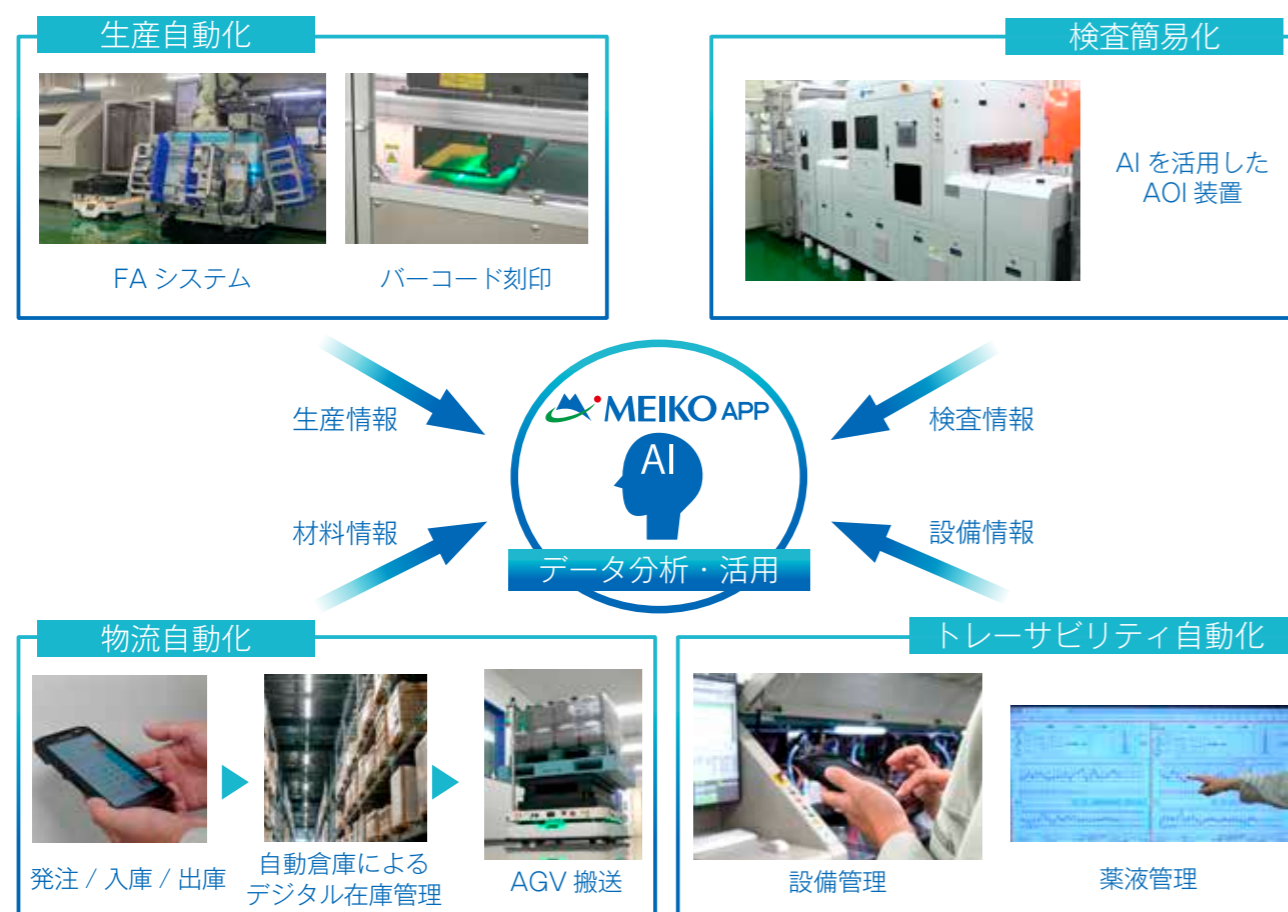 生産自動化
FA システム
バーコード刻印
検査簡易化
AI を活用した
AOI 装置
生産情報
検査情報
MEIKO APP
AI
データ分析・活用
材料情報
設備情報
物流自動化
発注 / 入庫 / 出庫
自動倉庫による
デジタル在庫管理
AGV 搬送
トレーサビリティ自動化
設備管理
薬液管理